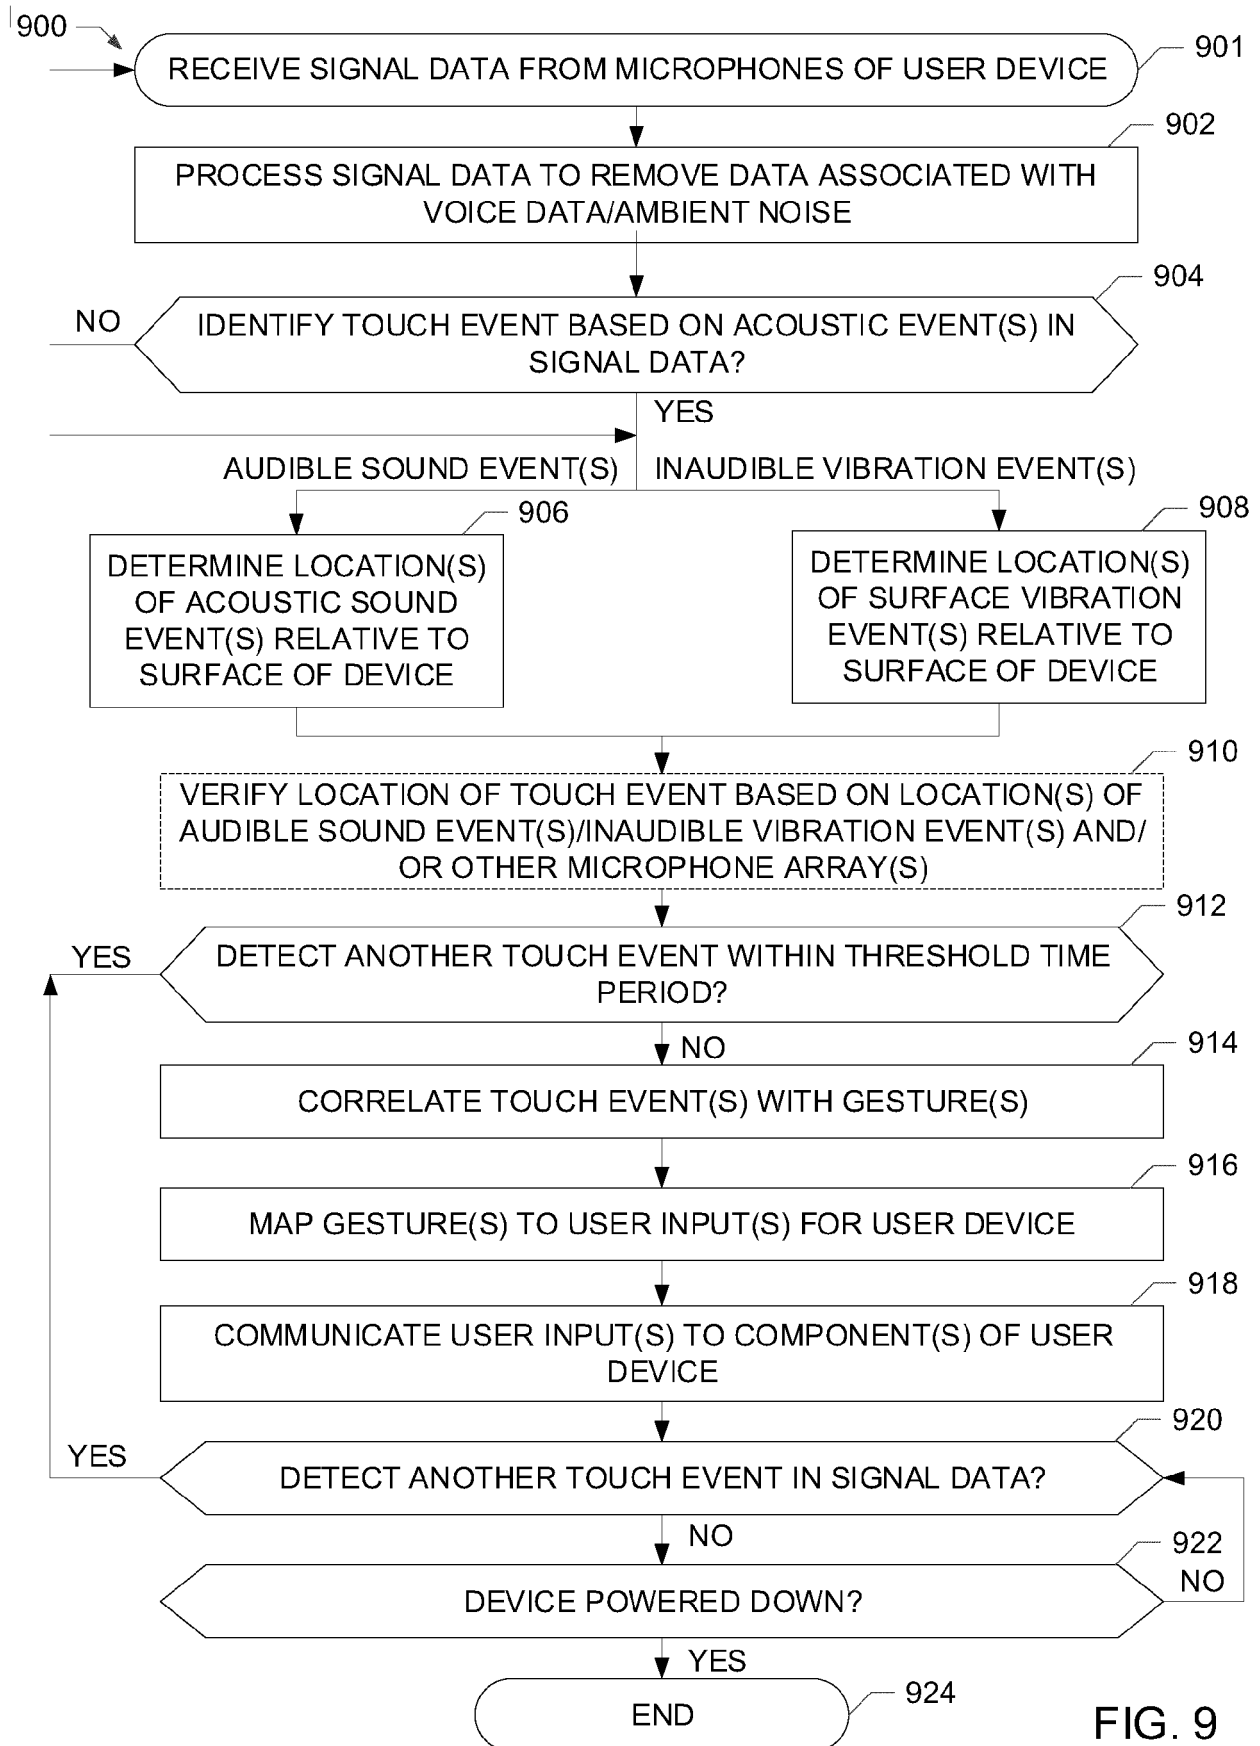 900
RECEIVE SIGNAL DATA FROM MICROPHONES OF USER DEVICE
901
902
PROCESS SIGNAL DATA TO REMOVE DATA ASSOCIATED WITH
VOICE DATA/AMBIENT NOISE
904
NO
IDENTIFY TOUCH EVENT BASED ON ACOUSTIC EVENT(S) IN
SIGNAL DATA?
YES
AUDIBLE SOUND EVENT(S)
INAUDIBLE VIBRATION EVENT(S)
906
DETERMINE LOCATION(S)
OF ACOUSTIC SOUND
EVENT(S) RELATIVE TO
SURFACE OF DEVICE
908
DETERMINE LOCATION(S)
OF SURFACE VIBRATION
EVENT(S) RELATIVE TO
SURFACE OF DEVICE
910
VERIFY LOCATION OF TOUCH EVENT BASED ON LOCATION(S) OF
AUDIBLE SOUND EVENT(S)/INAUDIBLE VIBRATION EVENT(S) AND/
OR OTHER MICROPHONE ARRAY(S)
912
YES
DETECT ANOTHER TOUCH EVENT WITHIN THRESHOLD TIME
PERIOD?
NO
914
CORRELATE TOUCH EVENT(S) WITH GESTURE(S)
916
MAP GESTURE(S) TO USER INPUT(S) FOR USER DEVICE
918
COMMUNICATE USER INPUT(S) TO COMPONENT(S) OF USER
DEVICE
920
YES
DETECT ANOTHER TOUCH EVENT IN SIGNAL DATA?
NO
922
DEVICE POWERED DOWN?
NO
YES
END
924
FIG. 9